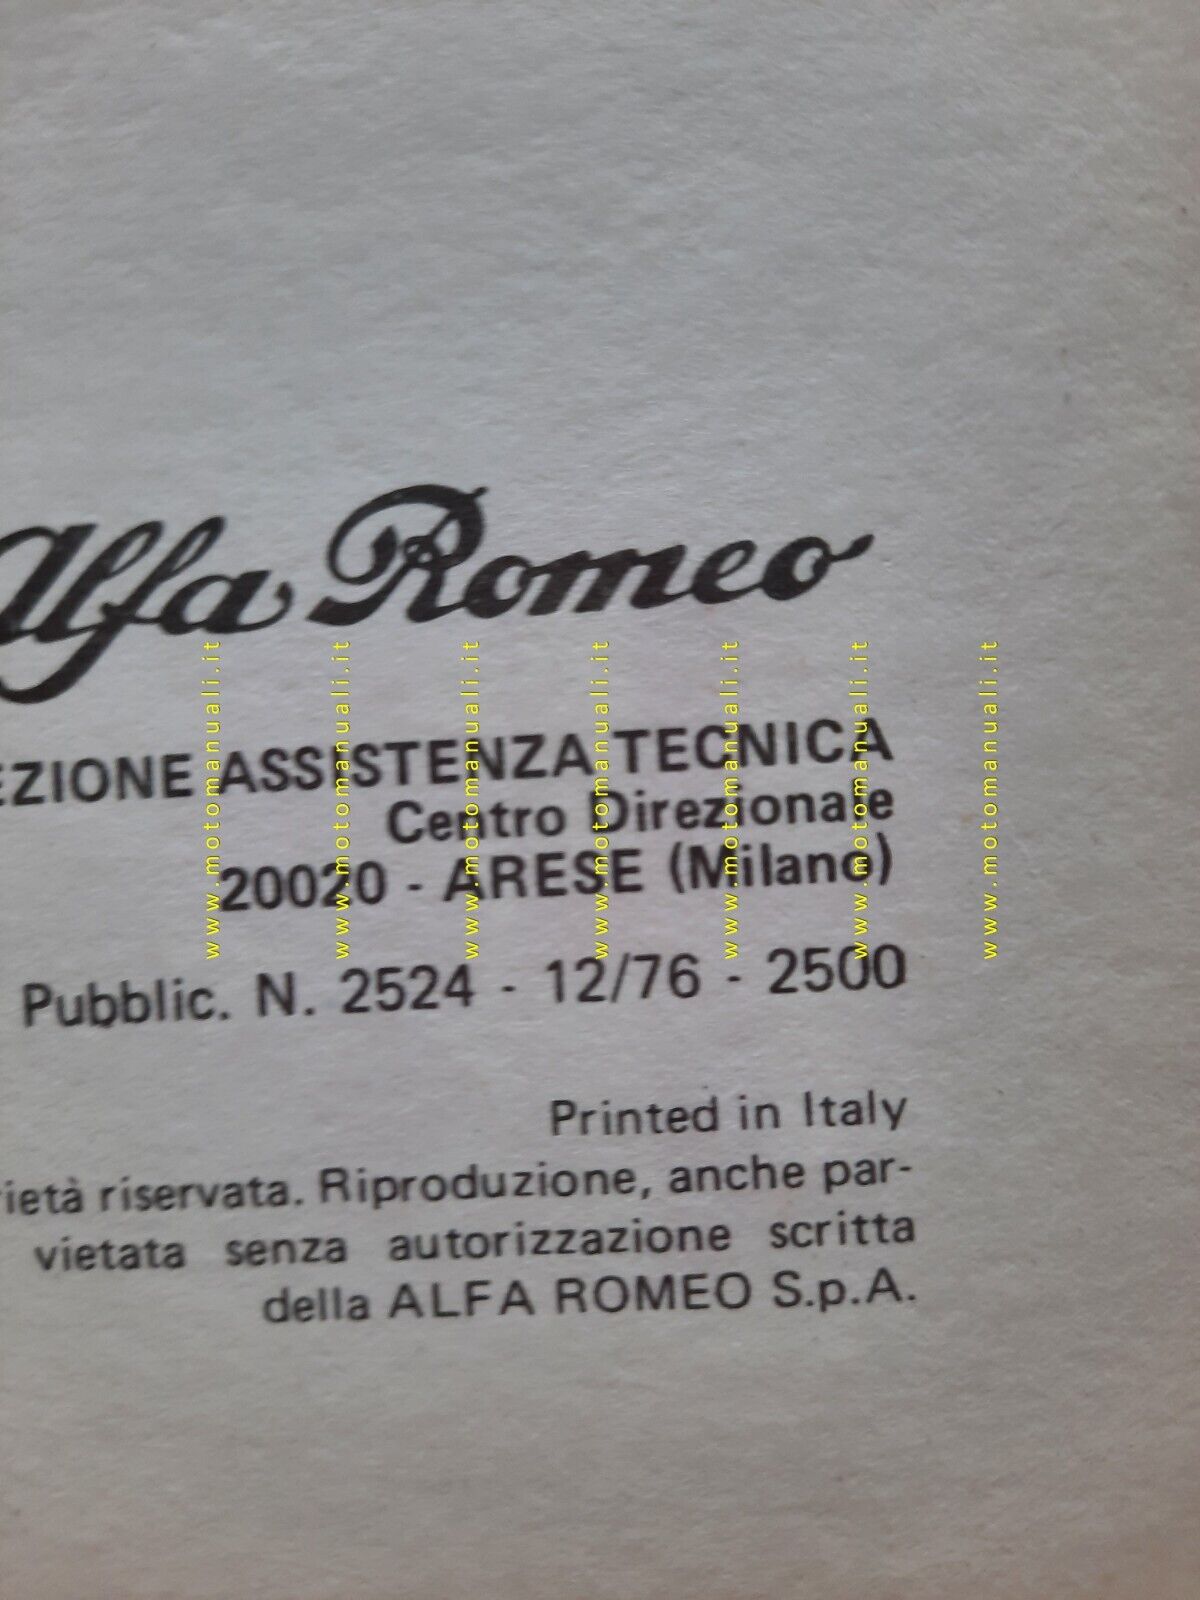 Alfa Romeo
EZIONE ASSISTENZA TECNICA
Centro Direzionale
20020 - ARESE (Milano)
Pubblic. N. 2524 - 12/76 - 2500
Printed in Italy
rietà riservata. Riproduzione, anche par-
vietata senza autorizzazione scritta
della ALFA ROMEO S.p.A.
www.motomanuali.it
www.motomanuali.it
www.motomanuali.it
www.motomanuali.it
www.motomanuali.it
www.motomanuali.it
www.motomanuali.it